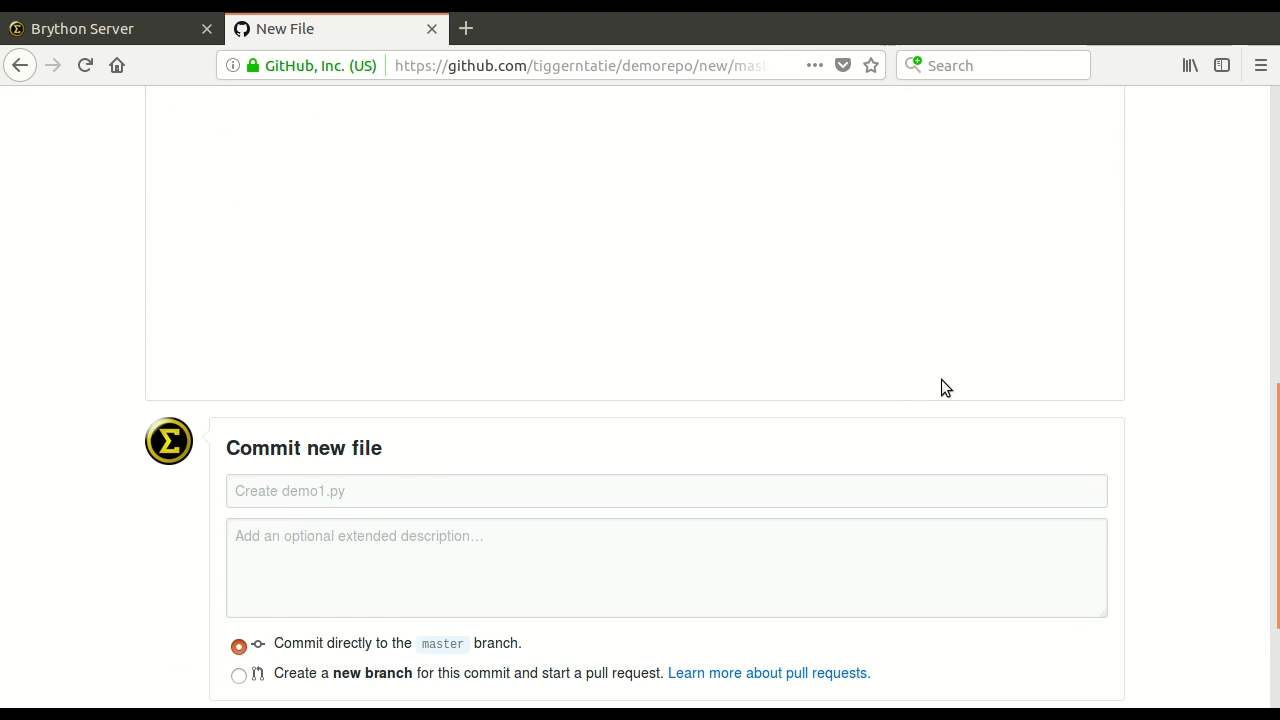 Brython Server
New File
GitHub, Inc. (US)
https://github.com/tiggerntatie/demorepo/new/mast
Search
Commit new file
Create demo1.py
Add an optional extended description…
Commit directly to the master branch.
Create a new branch for this commit and start a pull request. Learn more about pull requests.